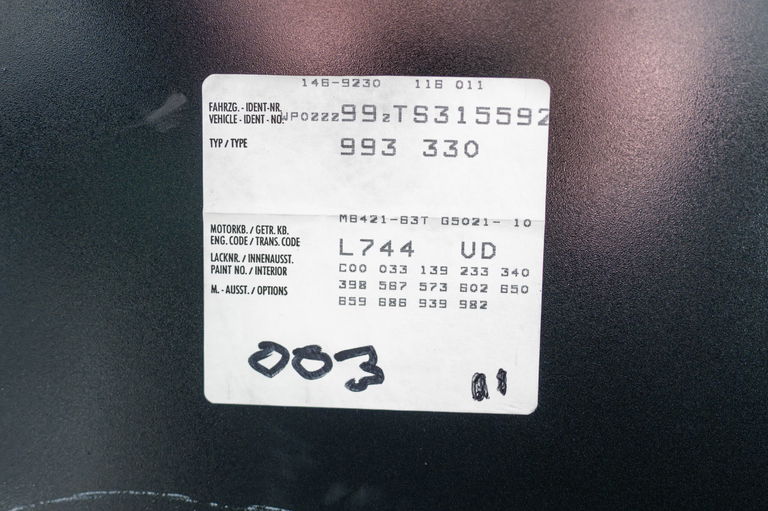 146-9230 116 011
FAHRZG. - IDENT-NR.
VEHICLE - IDENT - NO. WP0ZZZ99ZTS315592
TYP / TYPE 993 330
M6421-63T G5021- 10
MOTORKB. / GETR. KB.
ENG. CODE / TRANS. CODE L744 UD
LACKNR. / INNENAUSST.
PAINT NO. / INTERIOR C00 033 139 233 340
M. - AUSST. / OPTIONS 398 567 573 602 650
659 686 939 982
003